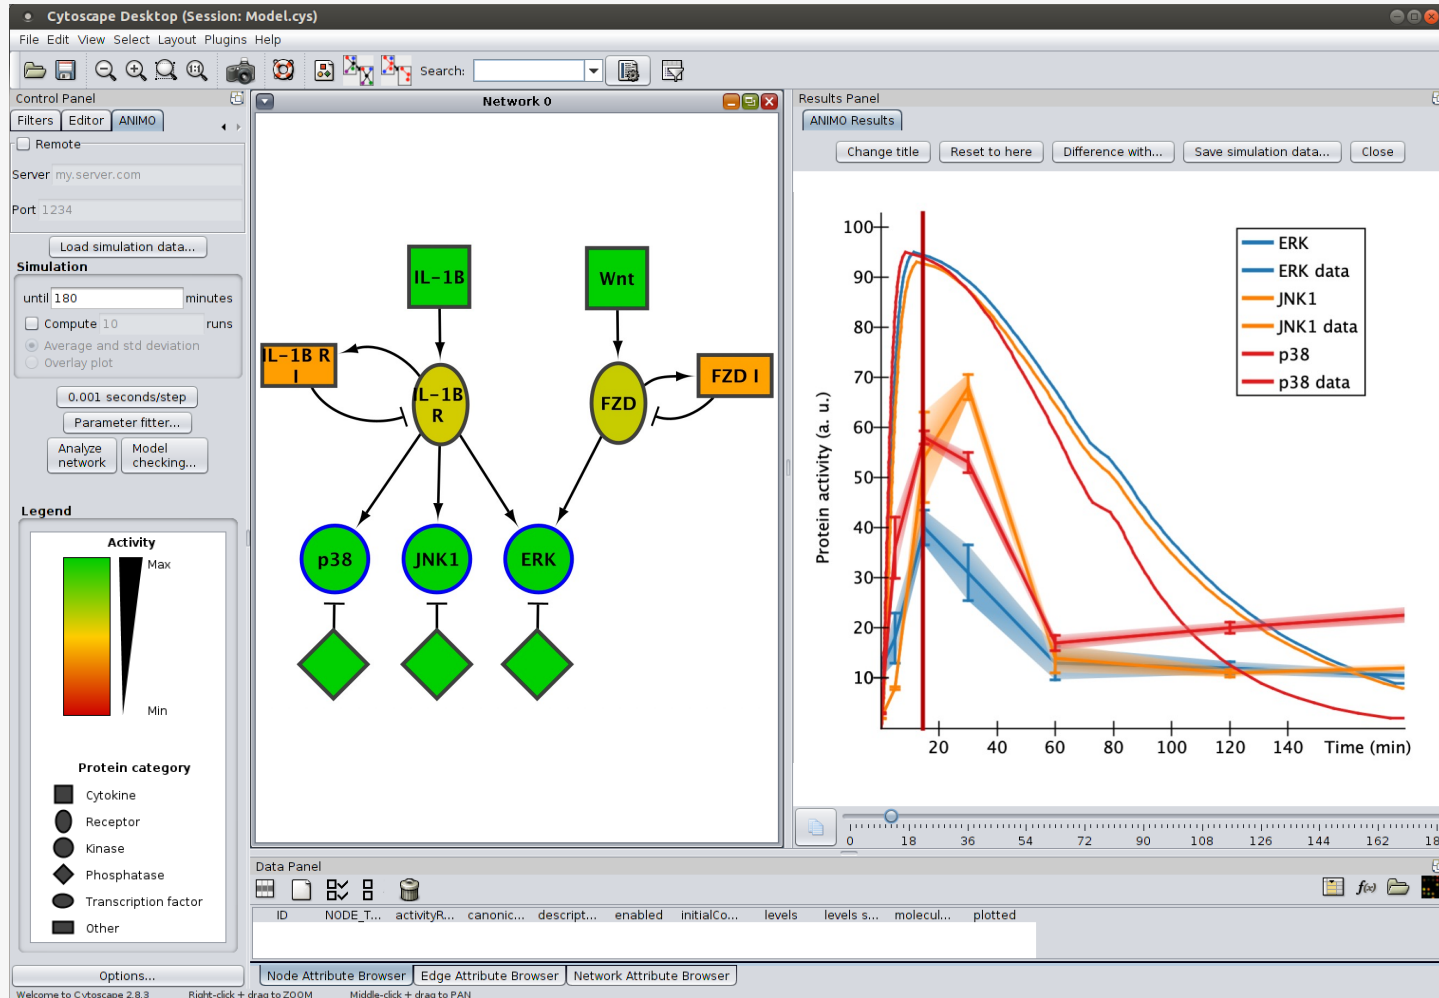 Cytoscape Desktop (Session: Model.cys)
File Edit View Select Layout Plugins Help
Search:
Control Panel
Filters Editor ANIMO
Remote
Server my.server.com
Port 1234
Load simulation data...
Simulation
until 180 minutes
Compute 10 runs
Average and std deviation
Overlay plot
0.001 seconds/step
Parameter fitter...
Analyze network
Model checking...
Legend
Activity
Max
Min
Protein category
Cytokine
Receptor
Kinase
Phosphatase
Transcription factor
Other
Options...
Network 0
IL-1B
Wnt
IL-1B R I
IL-1B R
FZD
FZD I
p38
JNK1
ERK
Results Panel
ANIMO Results
Change title Reset to here Difference with... Save simulation data... Close
Protein activity (a. u.)
100
90
80
70
60
50
40
30
20
10
20 40 60 80 100 120 140 Time (min)
ERK
ERK data
JNK1
JNK1 data
p38
p38 data
0 18 36 54 72 90 108 126 144 162 18
Data Panel
f(x)
ID NODE_T... activityR... canonic... descript... enabled initialCo... levels levels s... molecul... plotted
Node Attribute Browser Edge Attribute Browser Network Attribute Browser
Welcome to Cytoscape 2.8.3 Right-click + drag to ZOOM Middle-click + drag to PAN